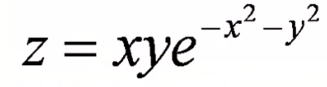 z = xye^{-x^2-y^2}